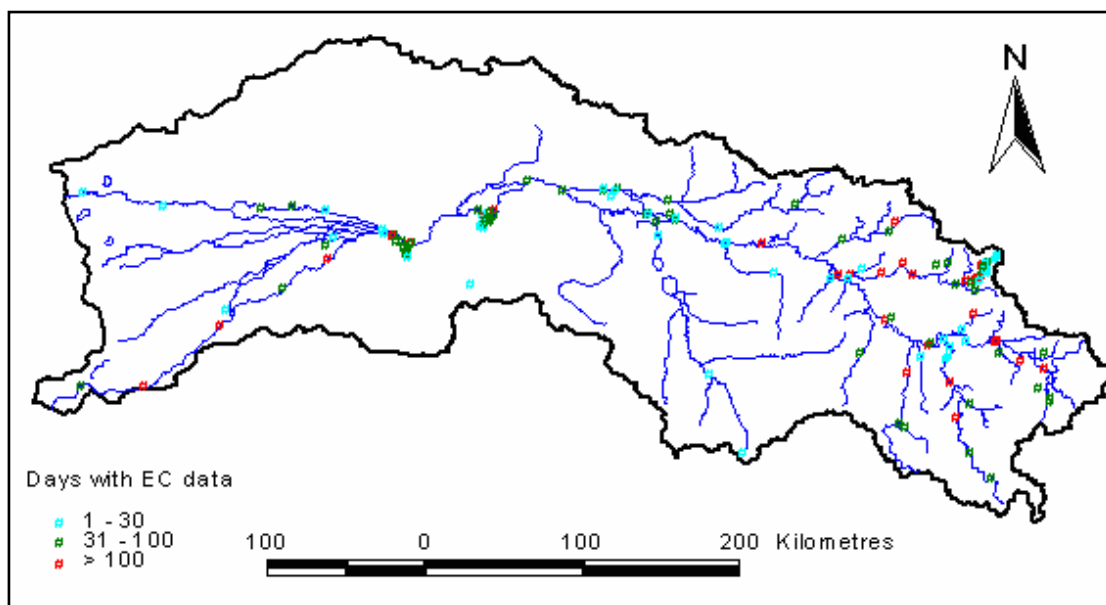 N
Days with EC data
# 1 - 30
# 31 - 100
# > 100
100 0 100 200 Kilometres